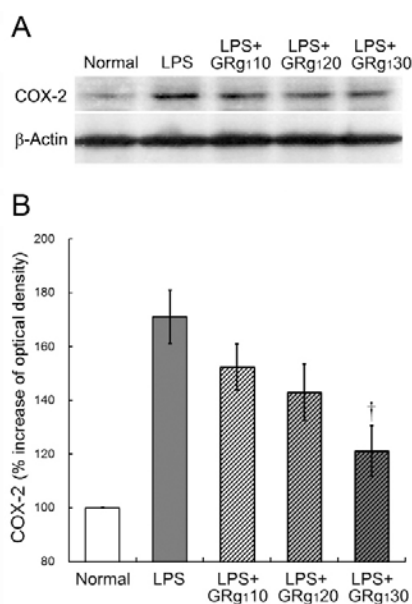 A
Normal
LPS
LPS+
GRg110
LPS+
GRg120
LPS+
GRg130
COX-2
β-Actin
B
COX-2 (% increase of optical density)
200
180
160
140
120
100
80
†
Normal
LPS
LPS+
GRg110
LPS+
GRg120
LPS+
GRg130